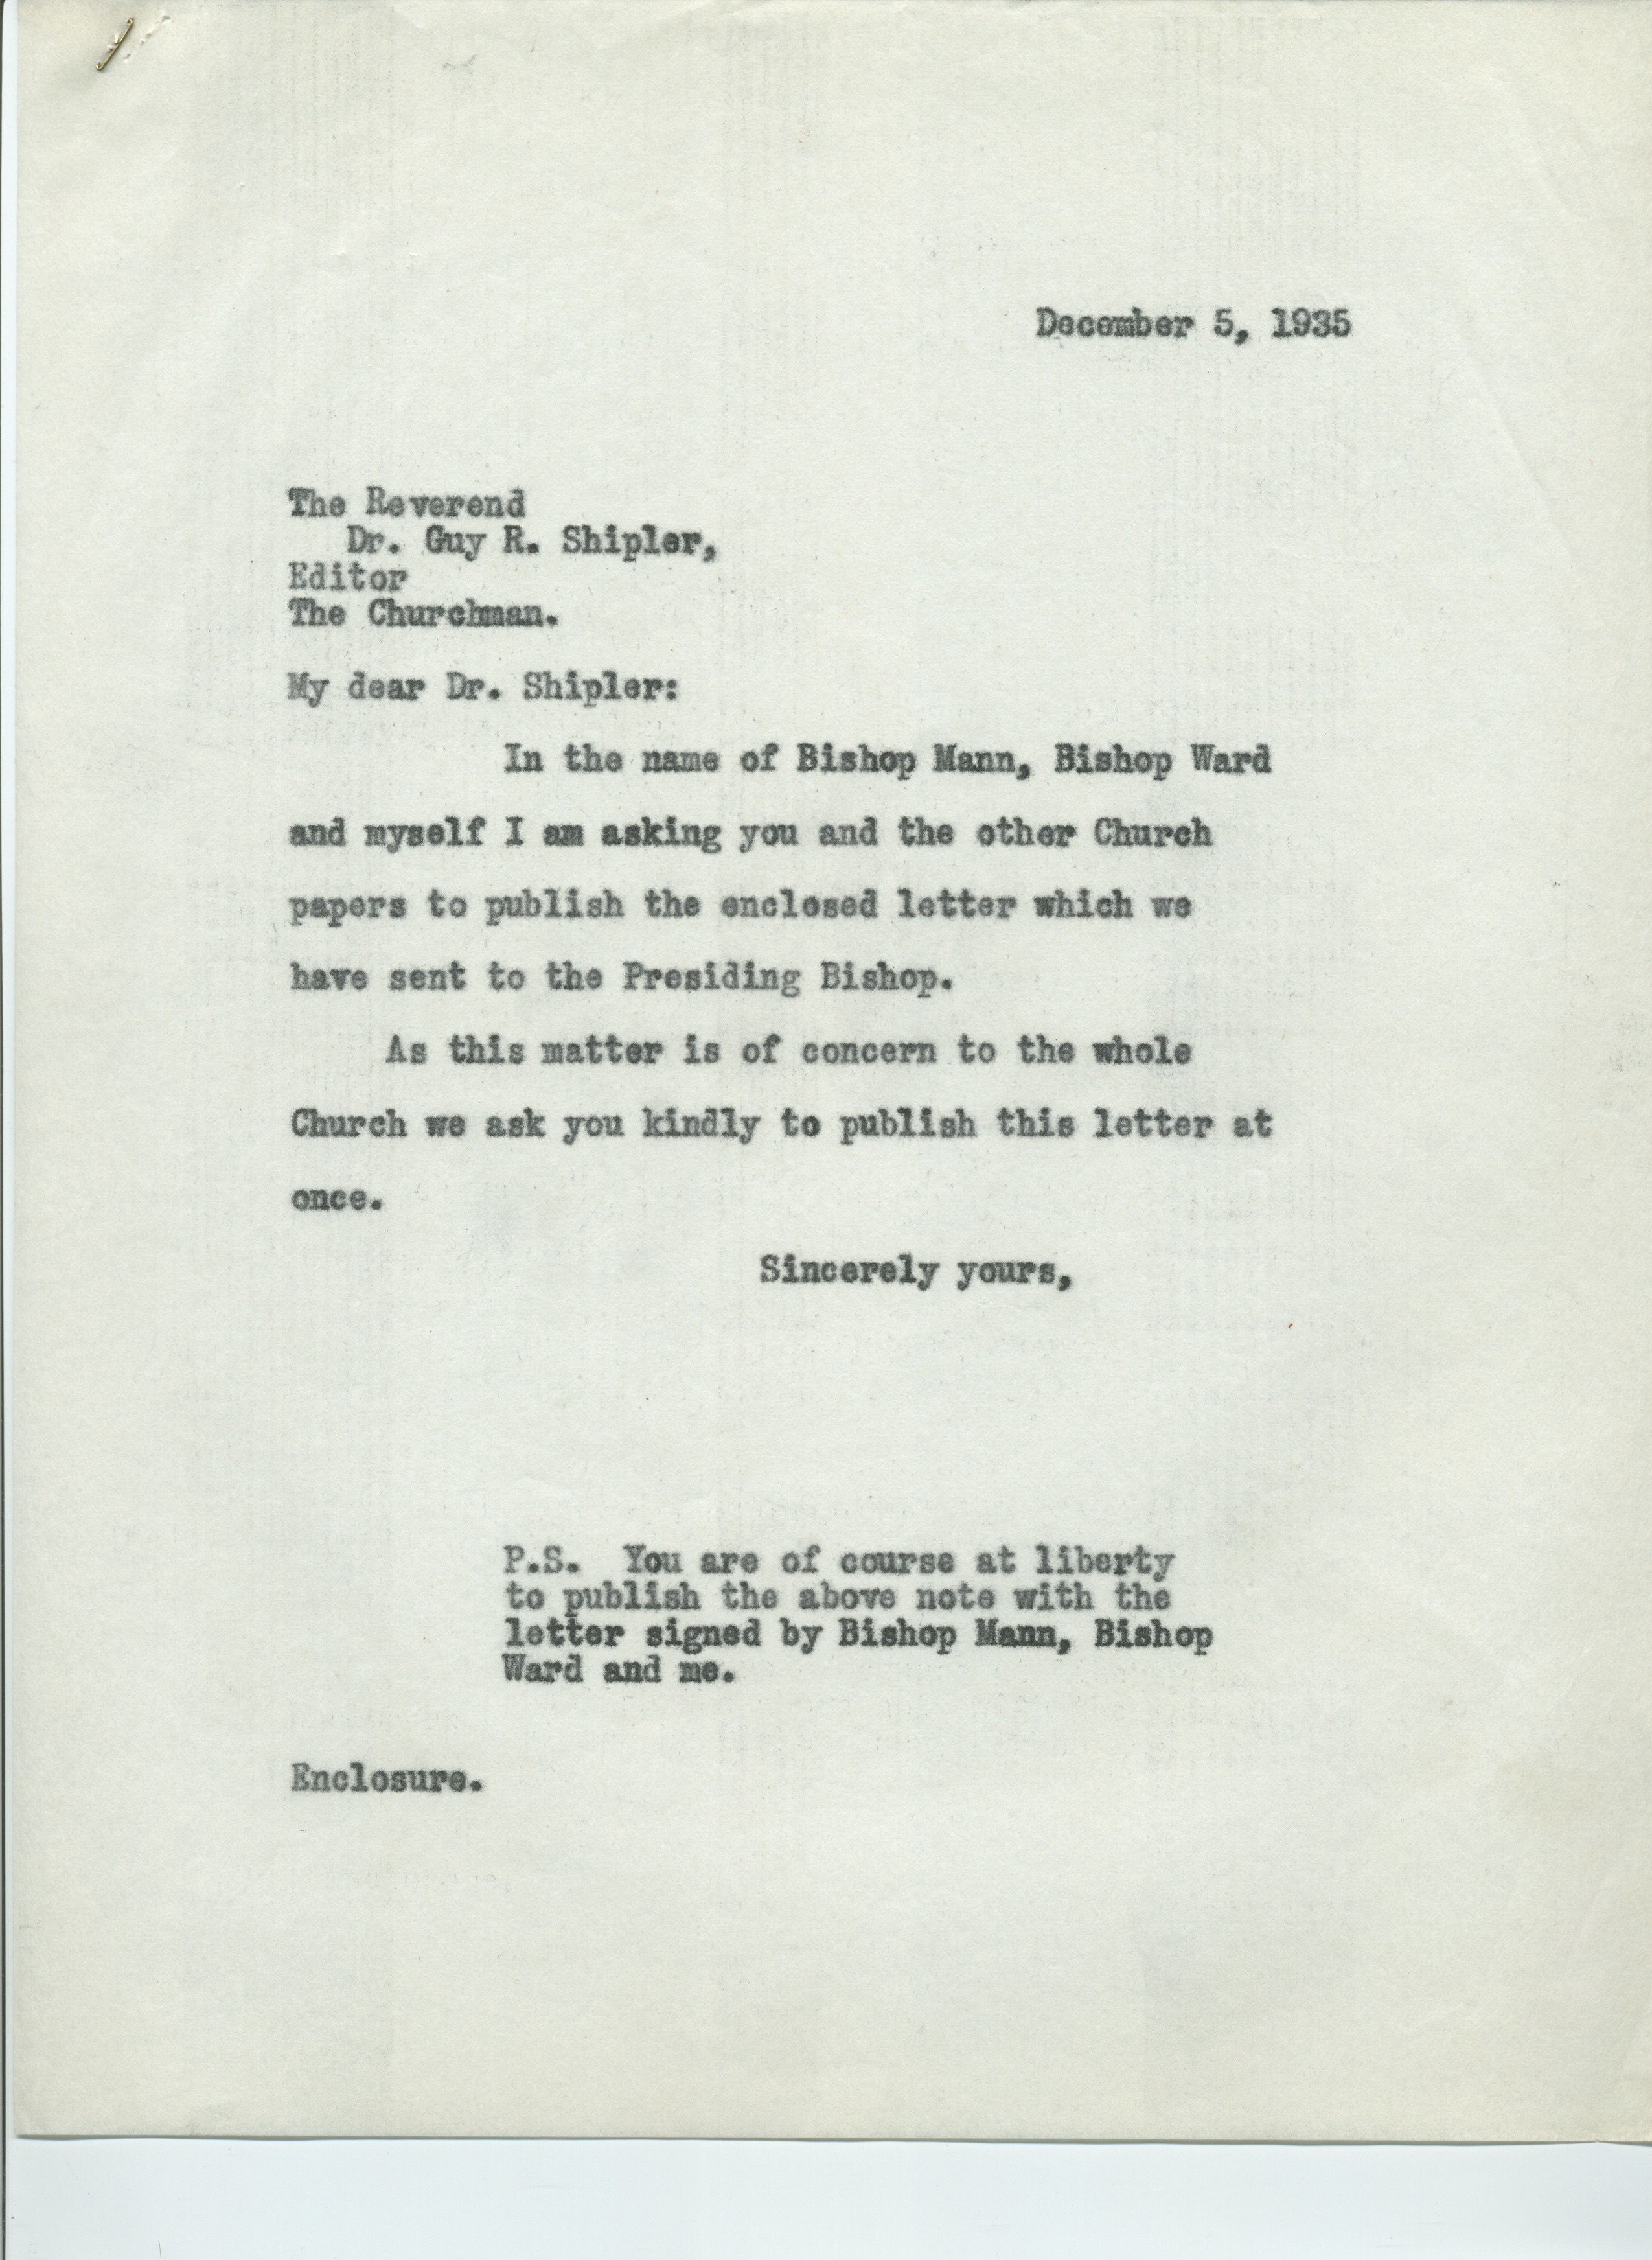 December 5, 1935
The Reverend
Dr. Guy R. Shipler,
Editor
The Churchman.
My dear Dr. Shipler:
In the name of Bishop Mann, Bishop Ward
and myself I am asking you and the other Church
papers to publish the enclosed letter which we
have sent to the Presiding Bishop.
As this matter is of concern to the whole
Church we ask you kindly to publish this letter at
once.
Sincerely yours,
P.S. You are of course at liberty
to publish the above note with the
letter signed by Bishop Mann, Bishop
Ward and me.
Enclosure.